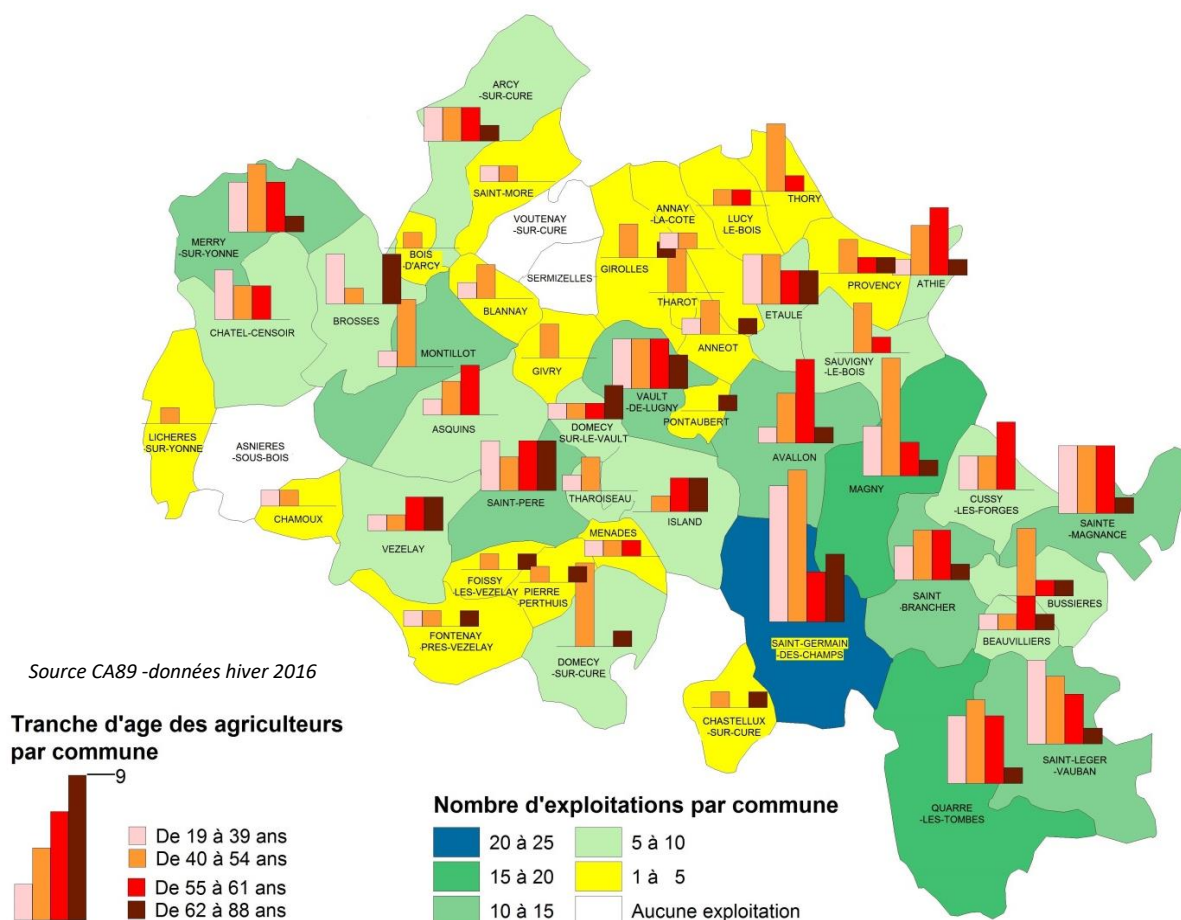 ARCY
-SUR-CURE
SAINT-MORE
VOUTENAY
-SUR-CURE
SERMIZELLES
ANNAY
-LA-COTE
LUCY
LE-BOIS
THORY
MERRY
-SUR-YONNE
BOIS
-D'ARCY
GIROLLES
THAROT
PROVENCY
ATHIE
CHATEL-CENSOIR
BROSSES
BLANNAY
ETAULE
MONTILLOT
GIVRY
ANNEOT
SAUVIGNY
-LE-BOIS
VAULT
-DE-LUGNY
LICHERES
-SUR-YONNE
ASNIERES
-SOUS-BOIS
ASQUINS
DOMECY
SUR-LE-VAULT
PONTAUBERT
AVALLON
MAGNY
CUSSY
-LES-FORGES
SAINTE
-MAGNANCE
CHAMOUX
SAINT-PERE
THAROISEAU
ISLAND
VEZELAY
MENADES
FOISSY
-LES-VEZELAY
PIERRE
-PERTHUIS
SAINT
-BRANCHER
BUSSIERES
BEAUVILLIERS
FONTENAY
-PRES-VEZELAY
DOMECY
-SUR-CURE
SAINT-GERMAIN
-DES-CHAMPS
CHASTELLUX
-SUR-CURE
SAINT-LEGER
-VAUBAN
QUARRE
-LES-TOMBES
Source CA89 -données hiver 2016
Tranche d'age des agriculteurs
par commune
9
De 19 à 39 ans
De 40 à 54 ans
De 55 à 61 ans
De 62 à 88 ans
Nombre d'exploitations par commune
20 à 25
15 à 20
10 à 15
5 à 10
1 à 5
Aucune exploitation